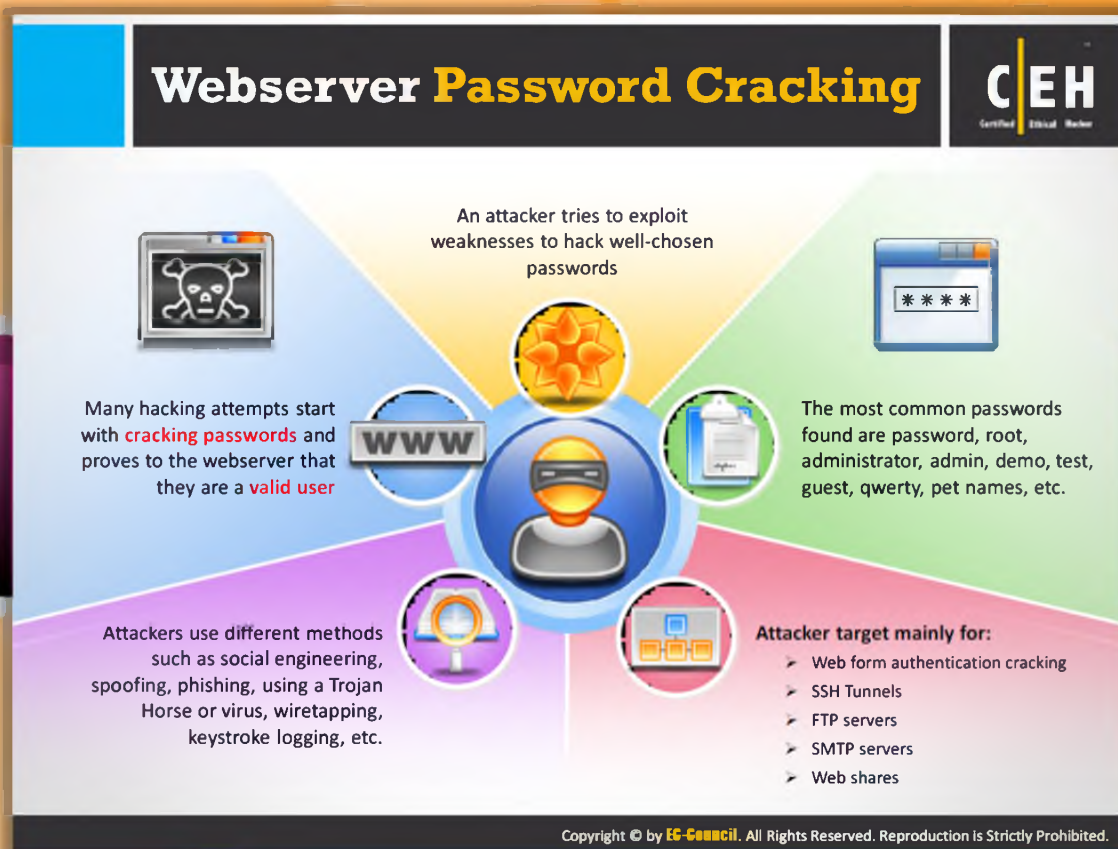 Webserver Password Cracking
C|EH
Certified Ethical Hacker
An attacker tries to exploit
weaknesses to hack well-chosen
passwords
****
Many hacking attempts start
with cracking passwords and
proves to the webserver that
they are a valid user
WWW
The most common passwords
found are password, root,
administrator, admin, demo, test,
guest, qwerty, pet names, etc.
Attackers use different methods
such as social engineering,
spoofing, phishing, using a Trojan
Horse or virus, wiretapping,
keystroke logging, etc.
Attacker target mainly for:
➤ Web form authentication cracking
➤ SSH Tunnels
➤ FTP servers
➤ SMTP servers
➤ Web shares
Copyright © by EC-Council. All Rights Reserved. Reproduction is Strictly Prohibited.